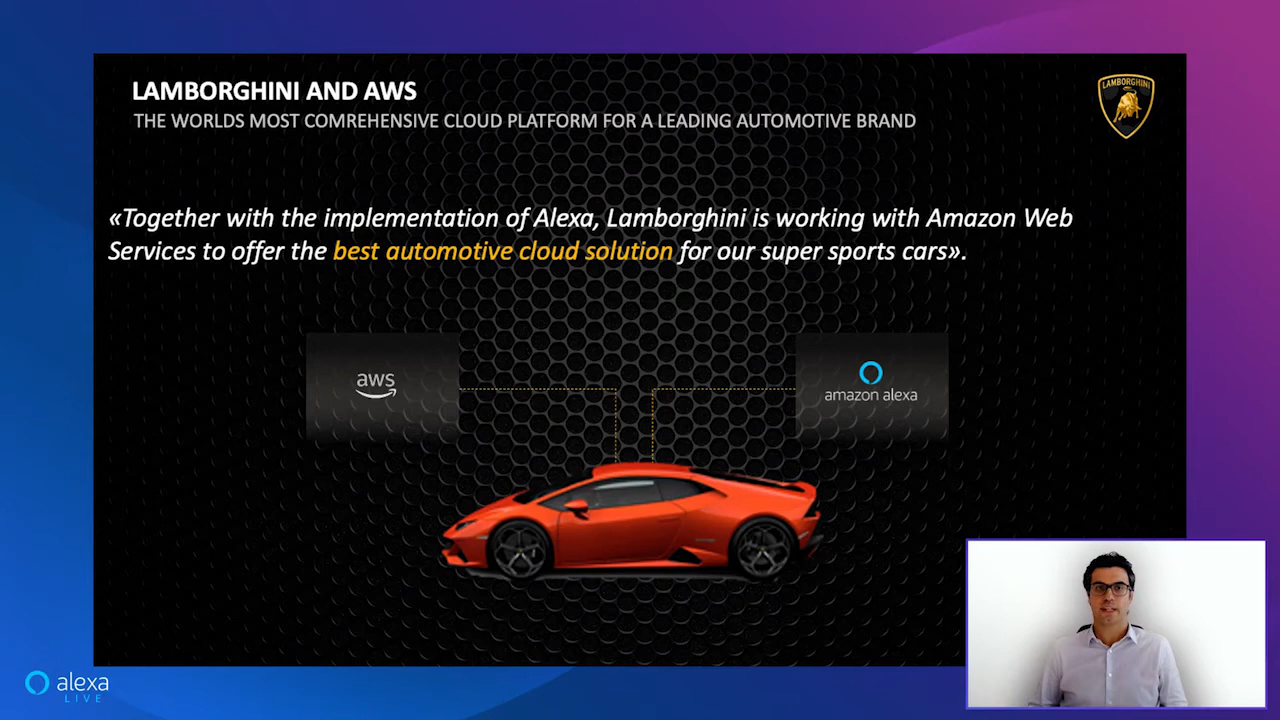 LAMBORGHINI AND AWS
THE WORLDS MOST COMREHENSIVE CLOUD PLATFORM FOR A LEADING AUTOMOTIVE BRAND
LAMBORGHINI
«Together with the implementation of Alexa, Lamborghini is working with Amazon Web
Services to offer the best automotive cloud solution for our super sports cars».
aws
amazon alexa
alexa
LIVE